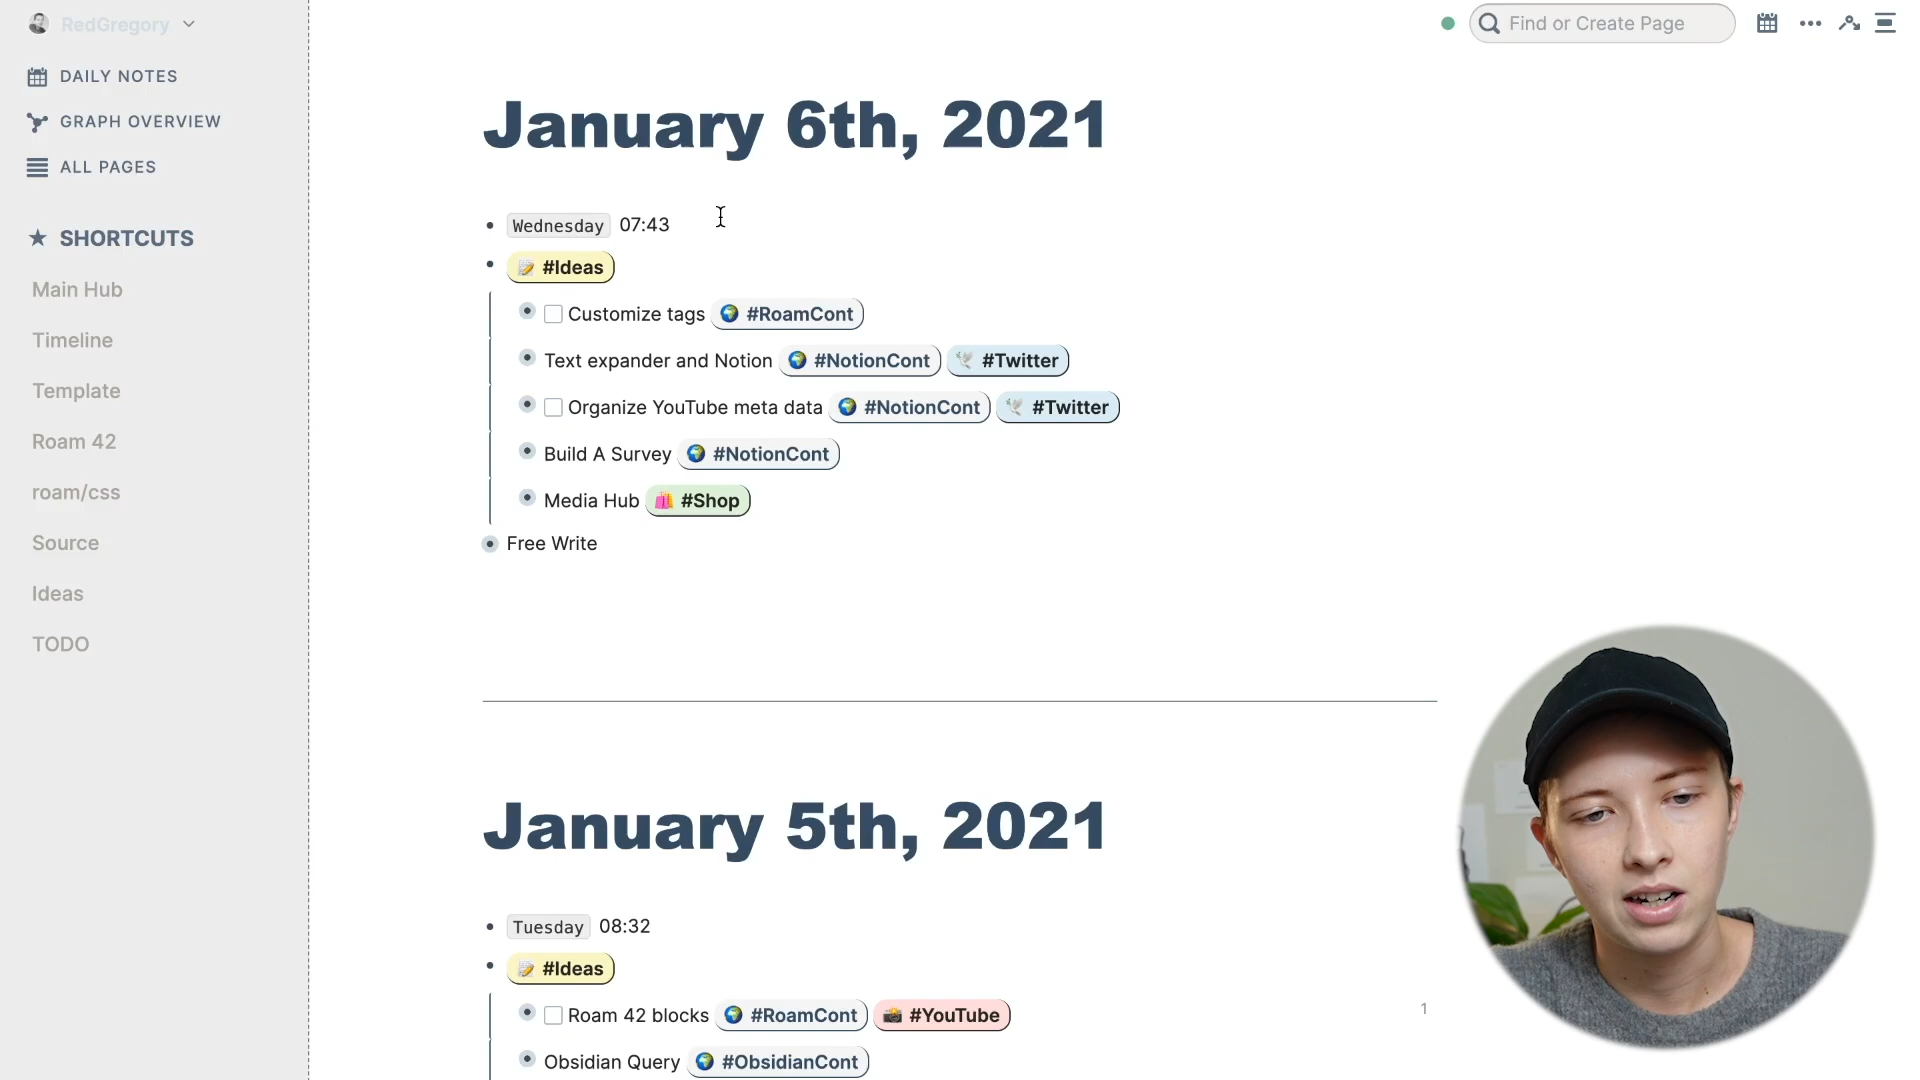 RedGregory
Find or Create Page
DAILY NOTES
GRAPH OVERVIEW
ALL PAGES
SHORTCUTS
Main Hub
Timeline
Template
Roam 42
roam/css
Source
Ideas
TODO
January 6th, 2021
Wednesday 07:43
#Ideas
Customize tags #RoamCont
Text expander and Notion #NotionCont #Twitter
Organize YouTube meta data #NotionCont #Twitter
Build A Survey #NotionCont
Media Hub #Shop
Free Write
January 5th, 2021
Tuesday 08:32
#Ideas
Roam 42 blocks #RoamCont #YouTube
1
Obsidian Query #ObsidianCont